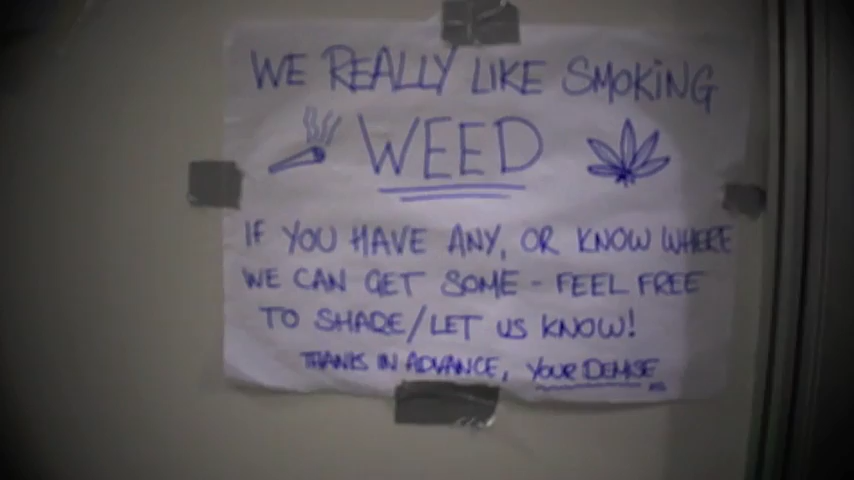 WE REALLY LIKE SMOKING
WEED
IF YOU HAVE ANY, OR KNOW WHERE
WE CAN GET SOME - FEEL FREE
TO SHARE/LET US KNOW!
THANKS IN ADVANCE, YOUR DEMISE